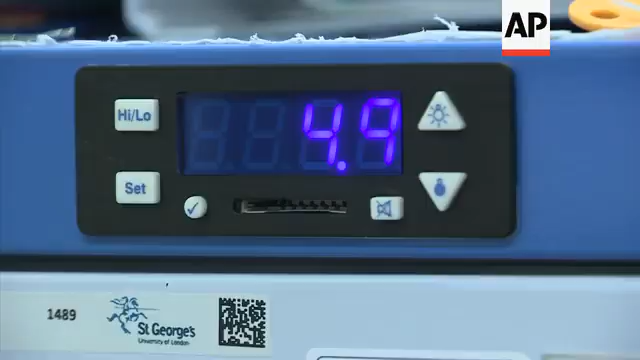 AP
Hi/Lo
4.9
Set
1489
St George's
University of London